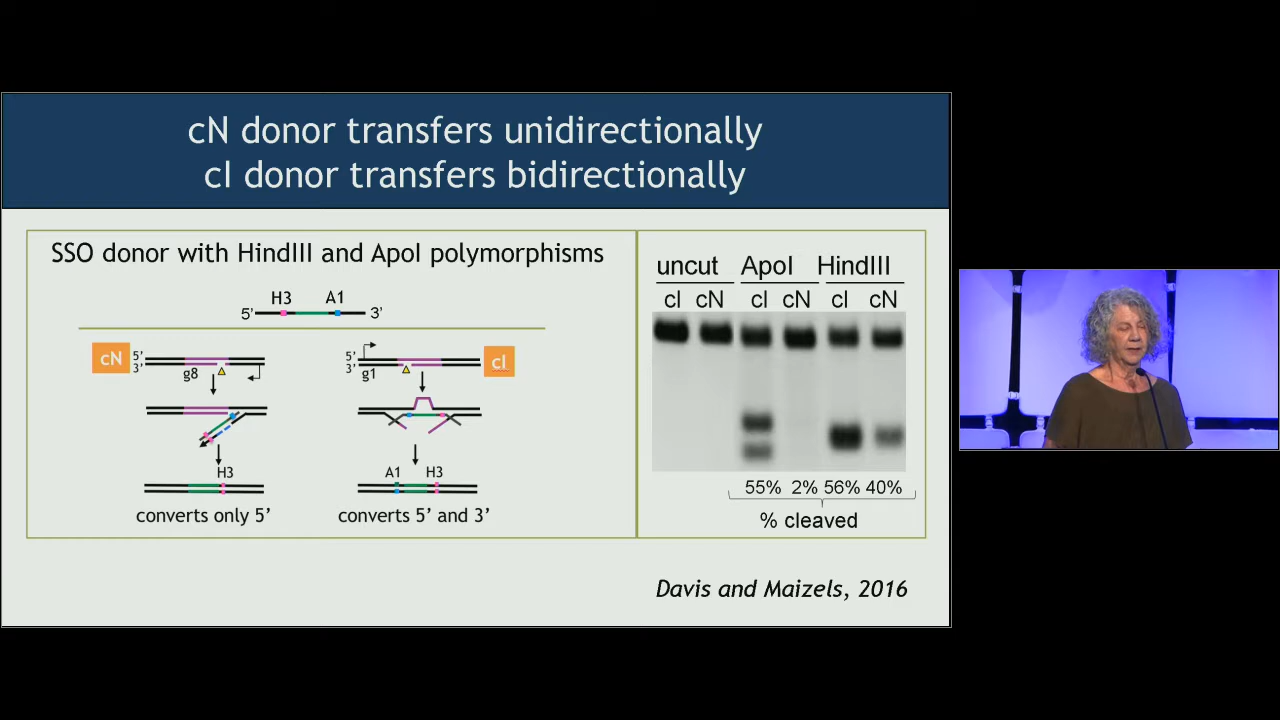 cN donor transfers unidirectionally
cI donor transfers bidirectionally
SSO donor with HindIII and ApoI polymorphisms
H3 A1
5' 3'
cN 5' 3' g8
5' 3' g1 cI
H3
A1 H3
converts only 5'
converts 5' and 3'
uncut ApoI HindIII
cI cN cI cN cI cN
55% 2% 56% 40%
% cleaved
Davis and Maizels, 2016